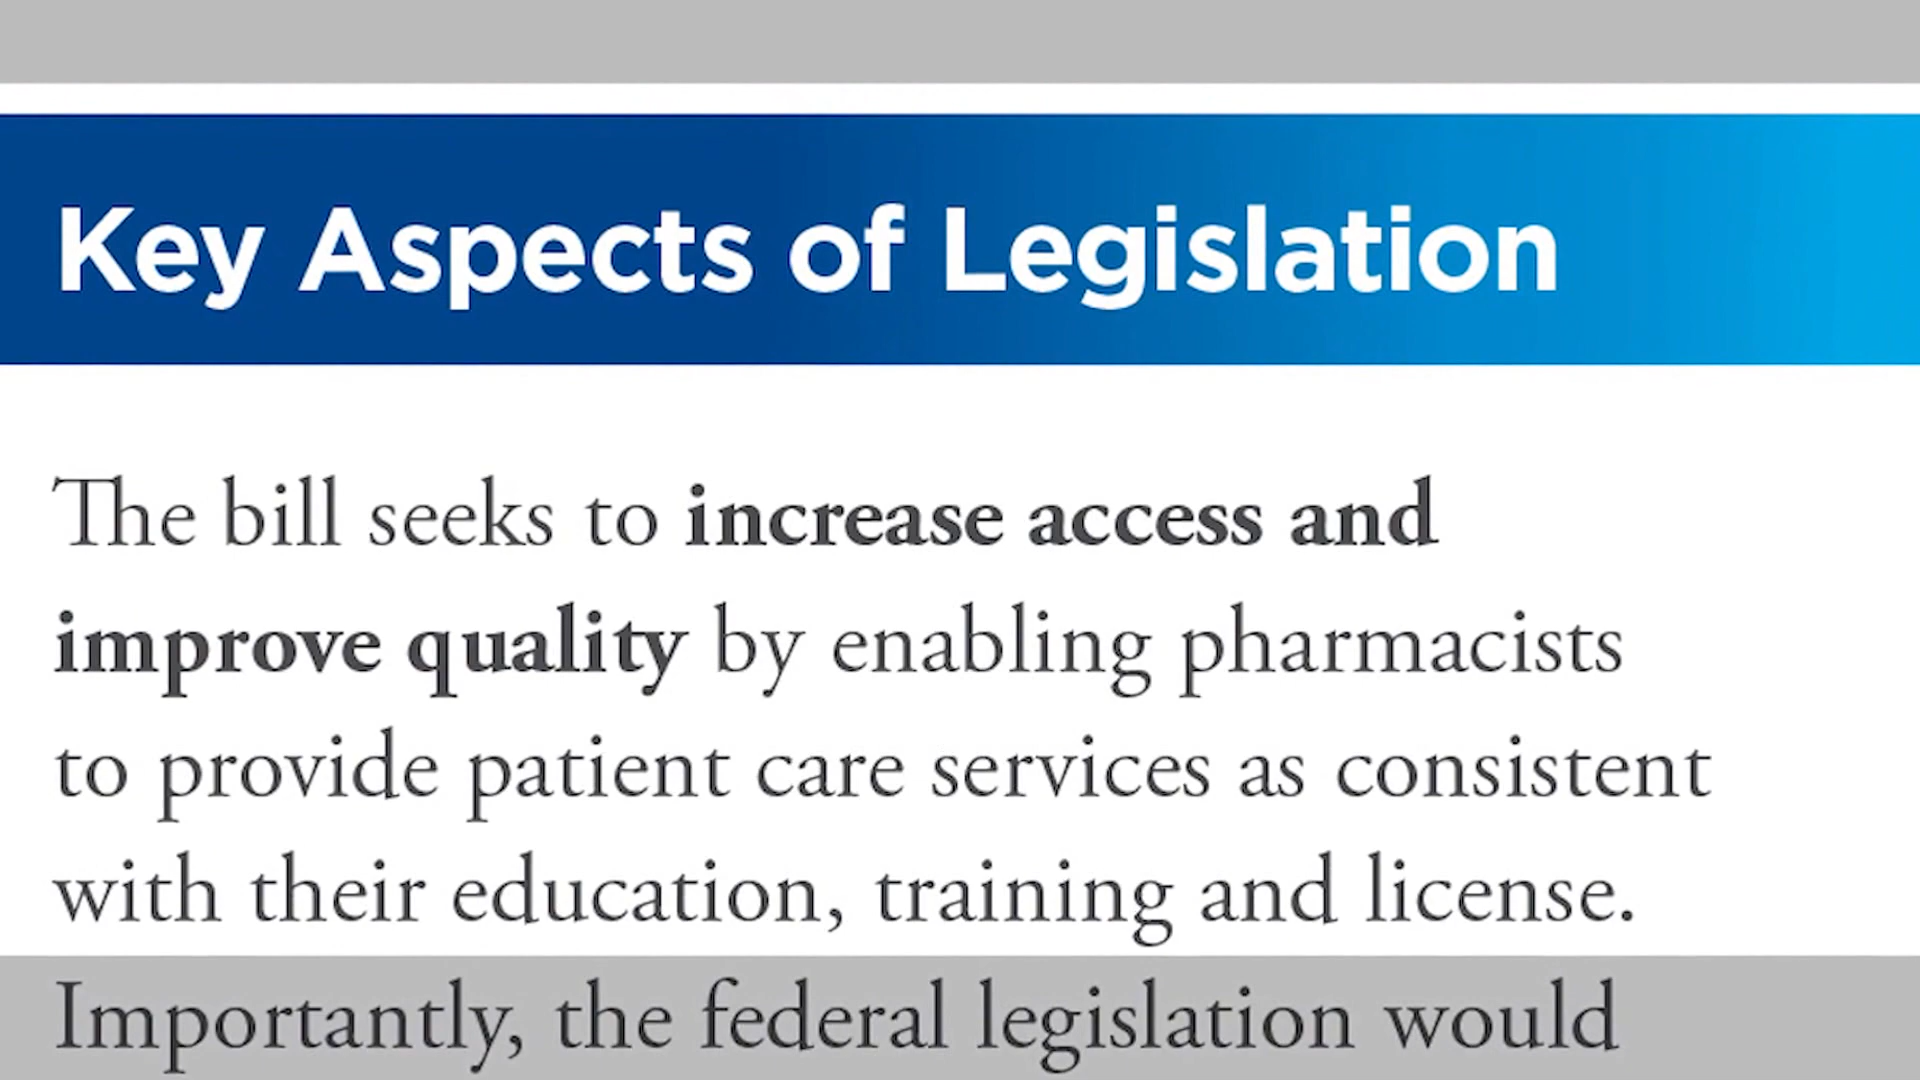 Key Aspects of Legislation
The bill seeks to increase access and
improve quality by enabling pharmacists
to provide patient care services as consistent
with their education, training and license.
Importantly, the federal legislation would